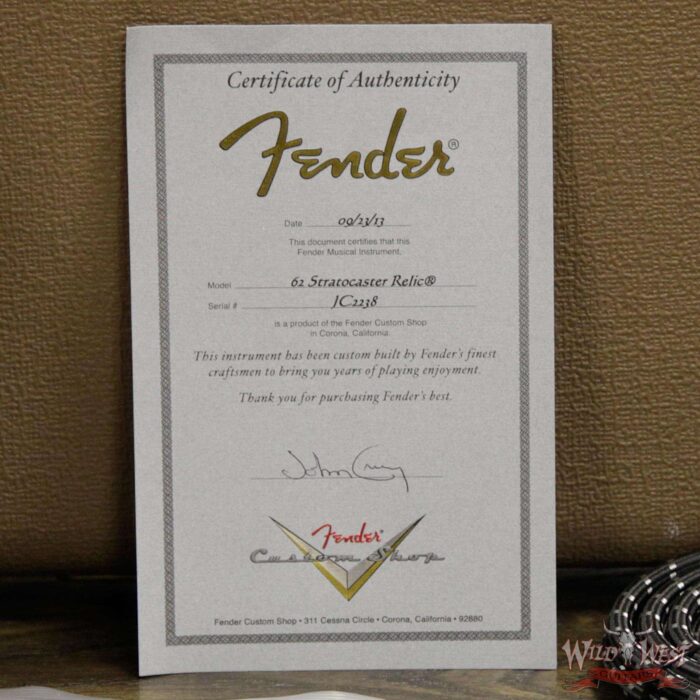 Certificate of Authenticity
Fender®
Date 09/23/13
This document certifies that this
Fender Musical Instrument,
Model 62 Stratocaster Relic®
Serial # JC2238
is a product of the Fender Custom Shop
in Corona, California.
This instrument has been custom built by Fender's finest
craftsmen to bring you years of playing enjoyment.
Thank you for purchasing Fender's best.
John Cruz
Fender
Custom Shop
Fender Custom Shop • 311 Cessna Circle • Corona, California • 92880
WILD WEST
GUITARS